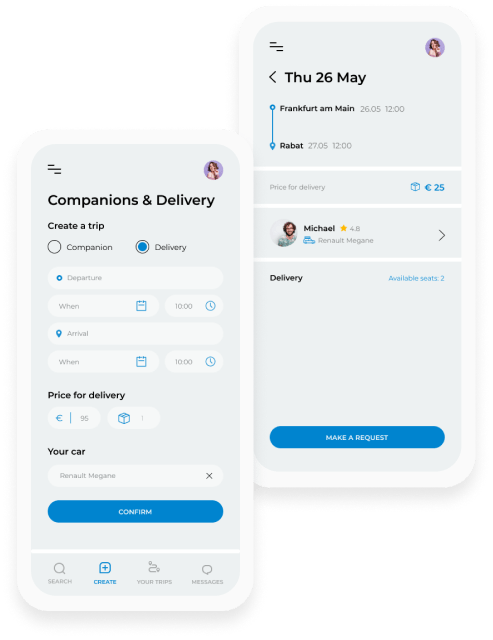 Companions & Delivery
Create a trip
Companion
Delivery
Departure
When
10:00
Arrival
When
10:00
Price for delivery
€
95
1
Your car
Renault Megane
CONFIRM
SEARCH
CREATE
YOUR TRIPS
MESSAGES
Thu 26 May
Frankfurt am Main 26.05 12:00
Rabat 27.05 12:00
Price for delivery
€ 25
Michael 4.8
Renault Megane
Delivery
Available seats: 2
MAKE A REQUEST